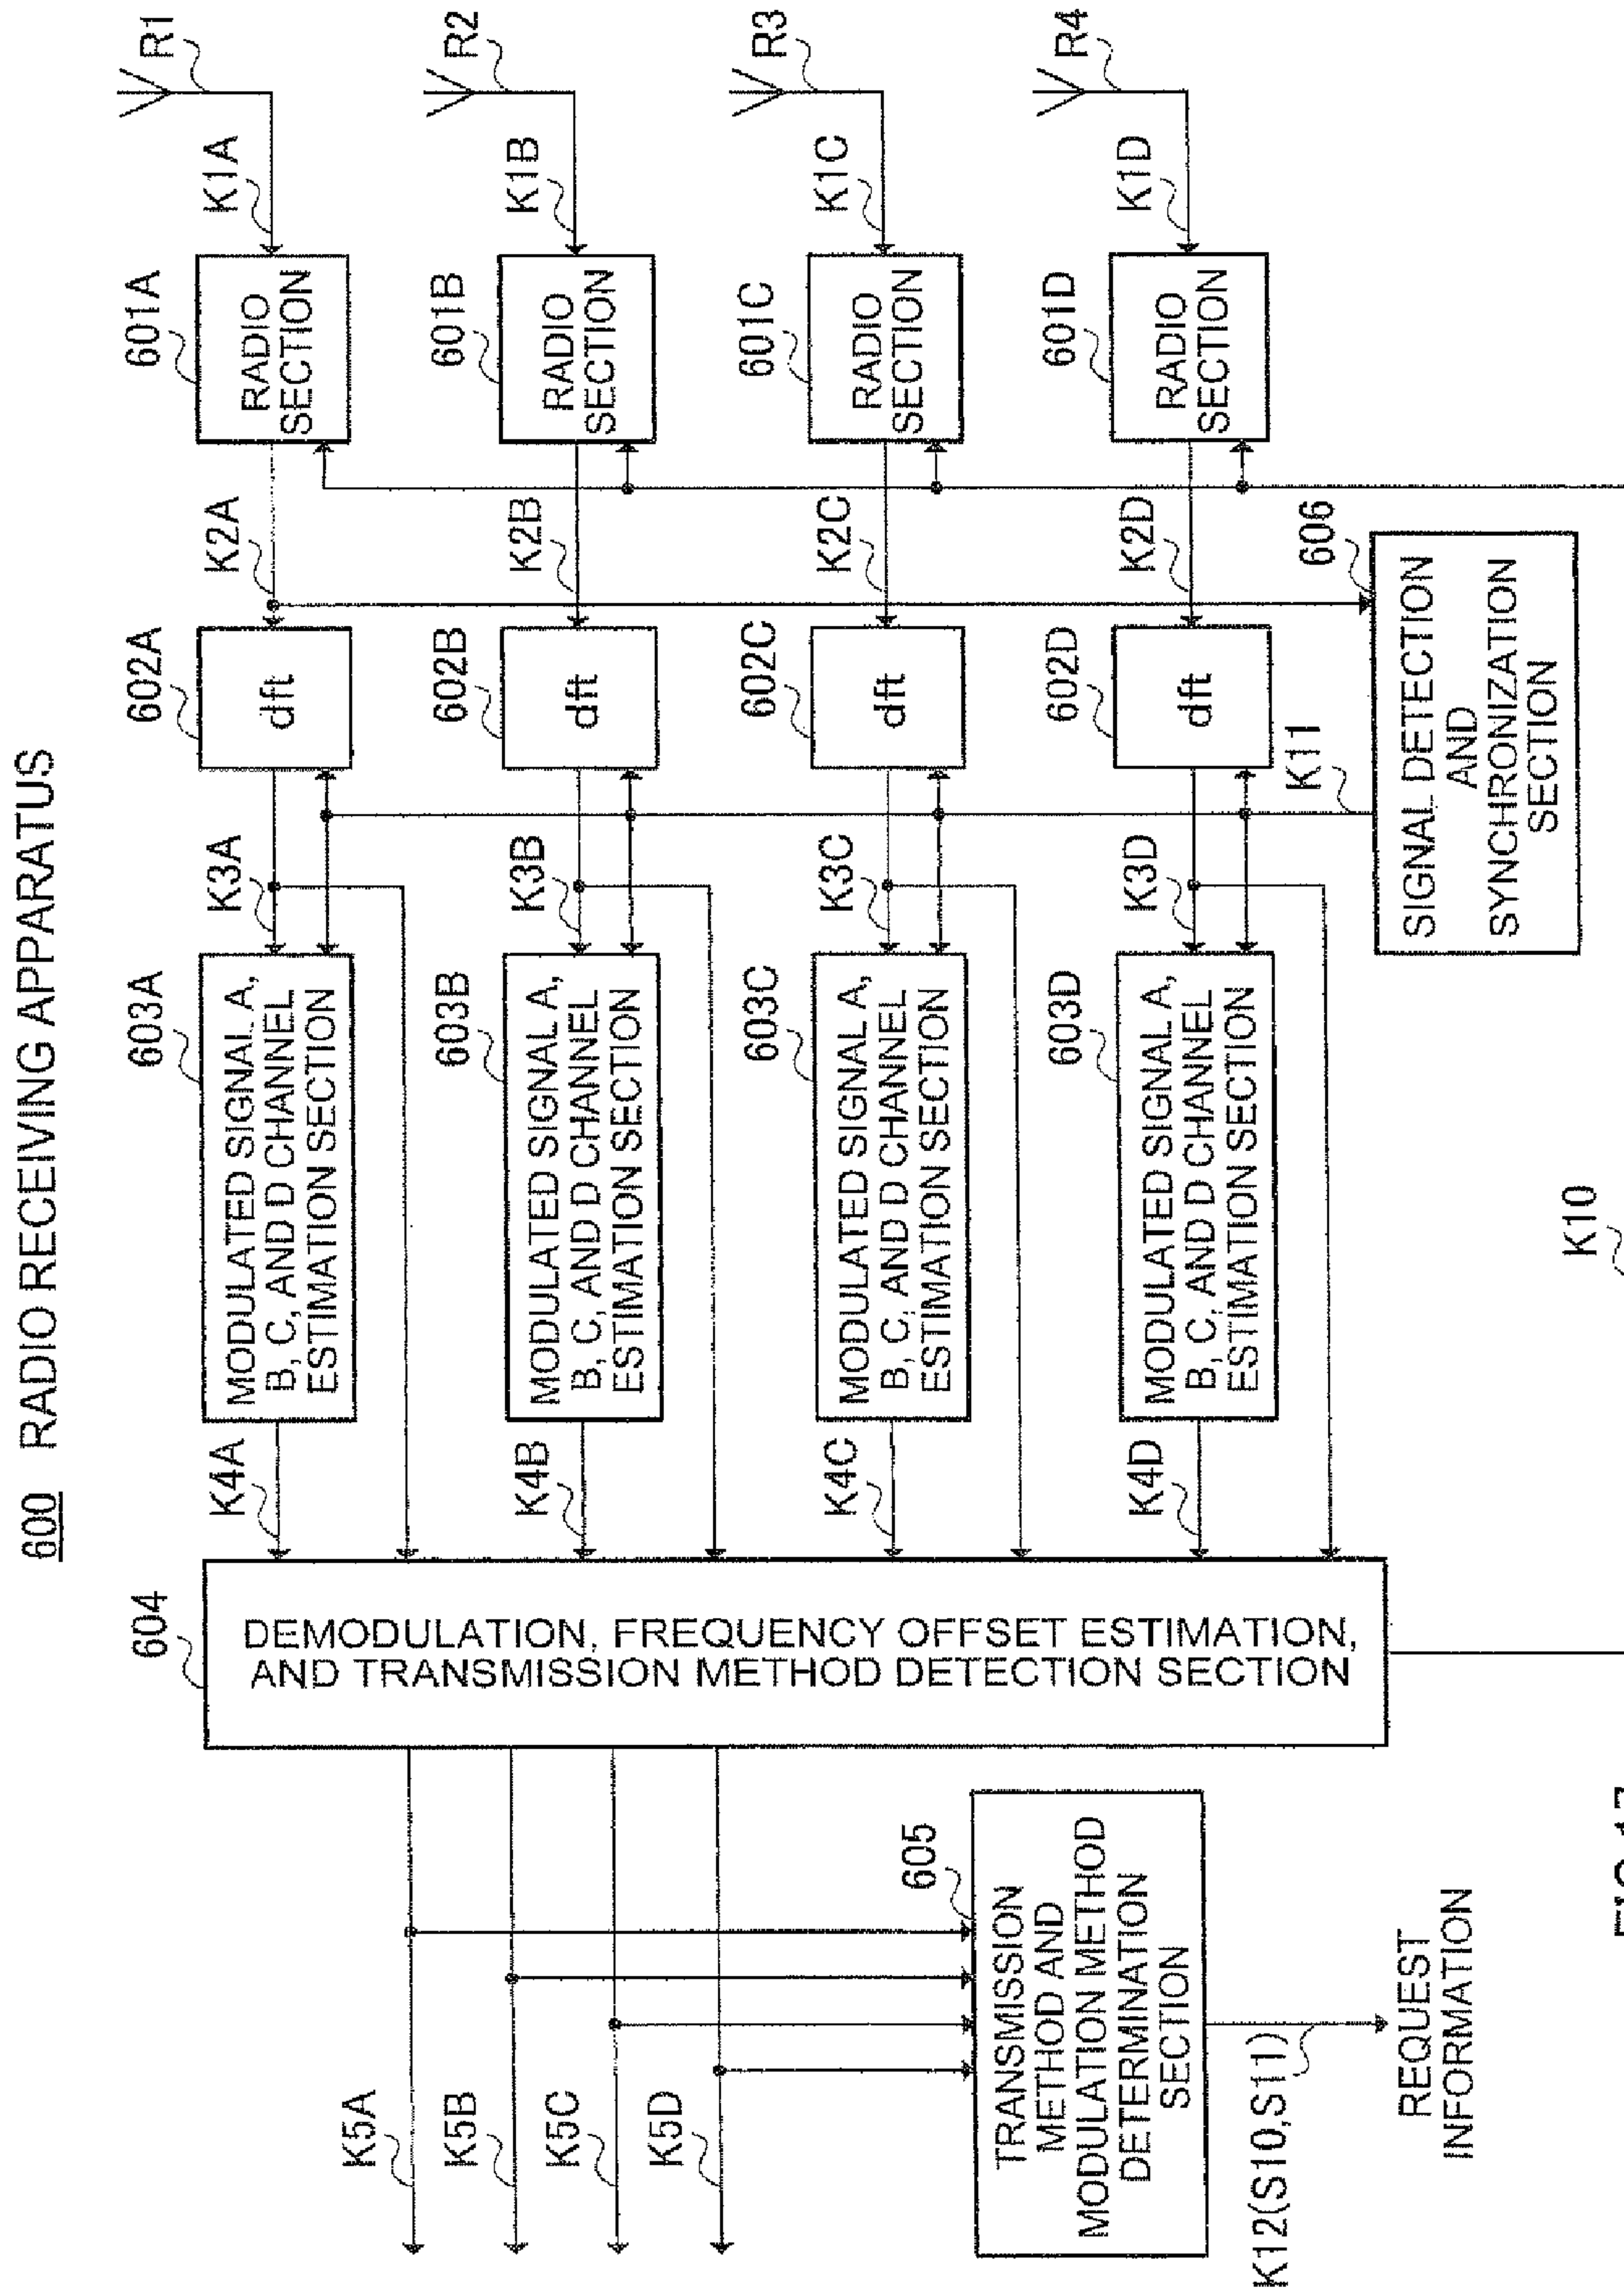 600 RADIO RECEIVING APPARATUS
R1
K1A
601A
RADIO
SECTION
K2A
602A
dft
K3A
603A
MODULATED SIGNAL A,
B, C, AND D CHANNEL
ESTIMATION SECTION
K4A
R2
K1B
601B
RADIO
SECTION
K2B
602B
dft
K3B
603B
MODULATED SIGNAL A,
B, C, AND D CHANNEL
ESTIMATION SECTION
K4B
R3
K1C
601C
RADIO
SECTION
K2C
602C
dft
K3C
603C
MODULATED SIGNAL A,
B, C, AND D CHANNEL
ESTIMATION SECTION
K4C
R4
K1D
601D
RADIO
SECTION
K2D
602D
dft
K3D
603D
MODULATED SIGNAL A,
B, C, AND D CHANNEL
ESTIMATION SECTION
K4D
604
DEMODULATION, FREQUENCY OFFSET ESTIMATION,
AND TRANSMISSION METHOD DETECTION SECTION
K5A
K5B
K5C
K5D
605
TRANSMISSION
METHOD AND
MODULATION METHOD
DETERMINATION
SECTION
K12(S10,S11)
REQUEST
INFORMATION
606
K11
SIGNAL DETECTION
AND
SYNCHRONIZATION
SECTION
K10